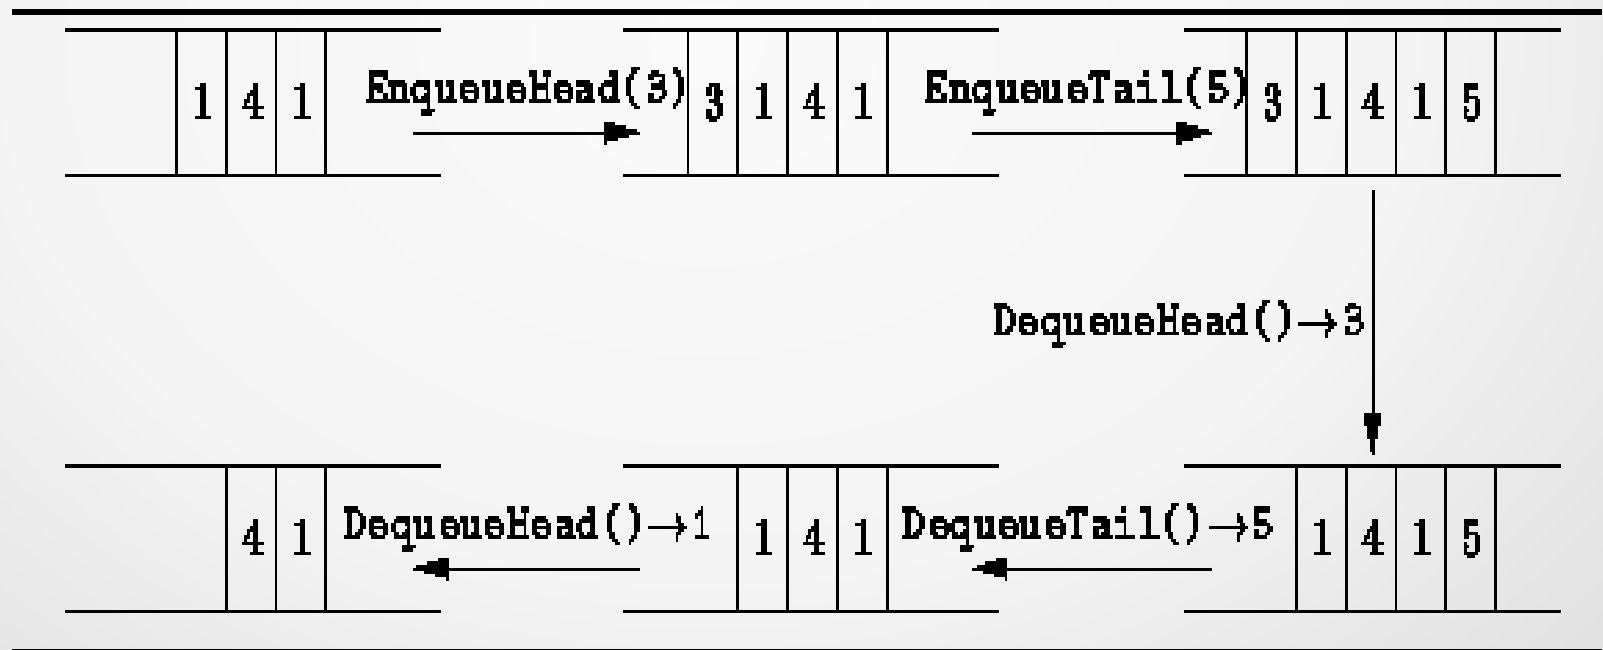 1 4 1 EnqueueHead(3) 3 1 4 1 EnqueueTail(5) 3 1 4 1 5
DequeueHead()→3
4 1 DequeueHead()→1 1 4 1 DequeueTail()→5 1 4 1 5